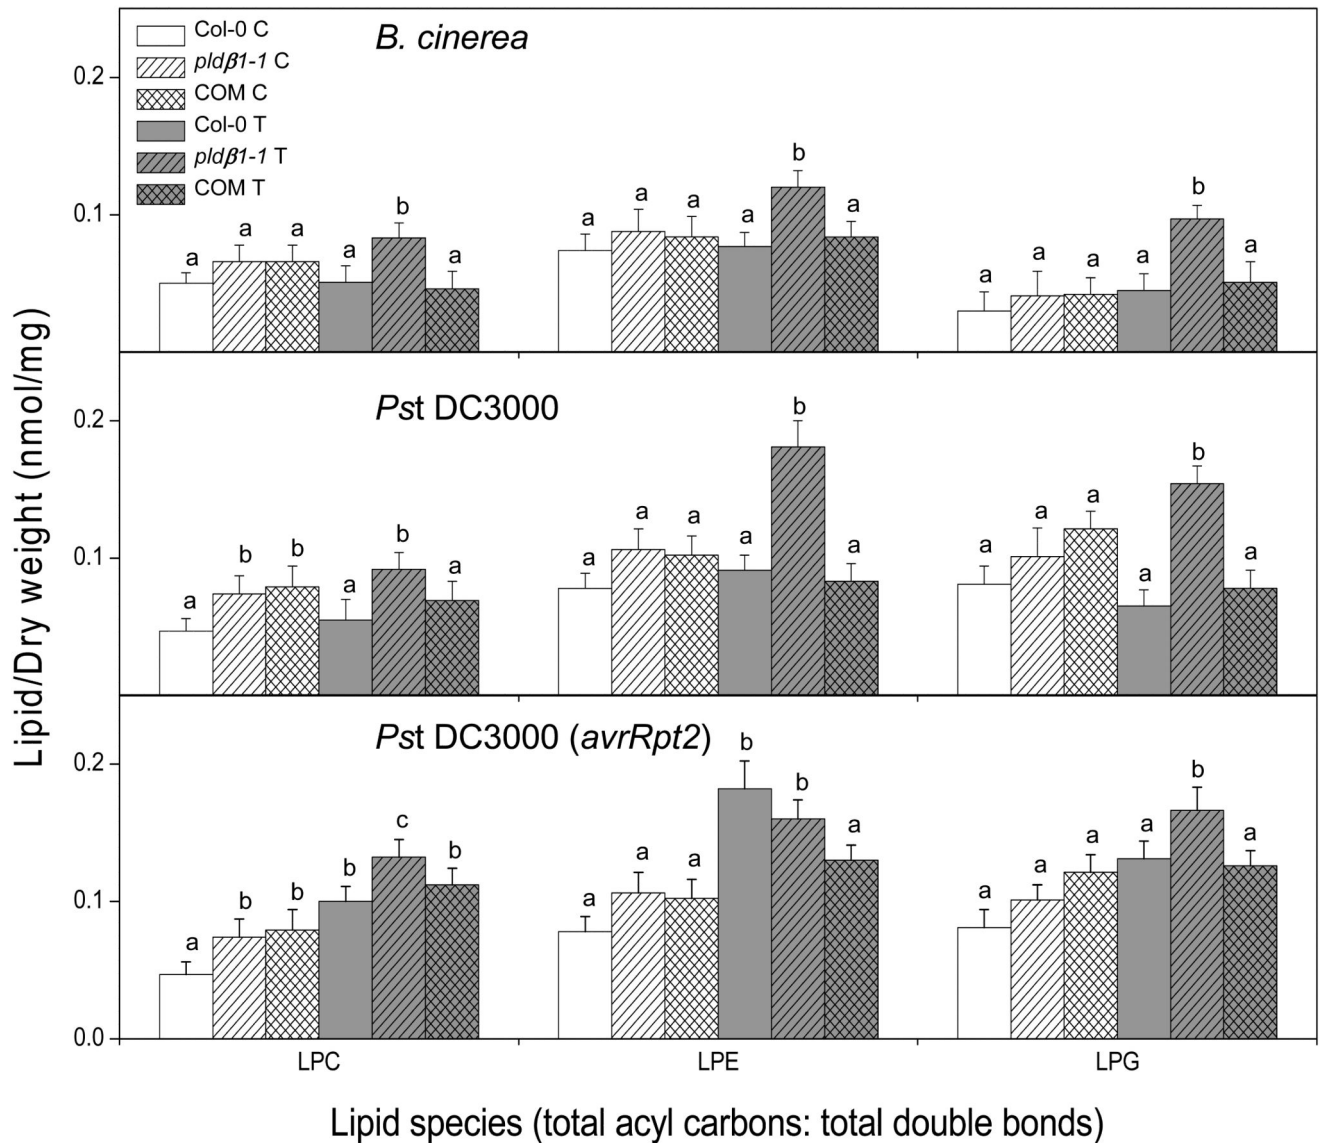 Col-0 C
pldβ1-1 C
COM C
Col-0 T
pldβ1-1 T
COM T
B. cinerea
0.2
0.1
a a a a b a
a a a a b a
a a a a b a
Pst DC3000
0.2
0.1
a b b a b a
a a a a b a
a a a a b a
Pst DC3000 (avrRpt2)
0.2
0.1
0.0
a b b b c b
a a a b b a
a a a a b a
LPC LPE LPG
Lipid/Dry weight (nmol/mg)
Lipid species (total acyl carbons: total double bonds)